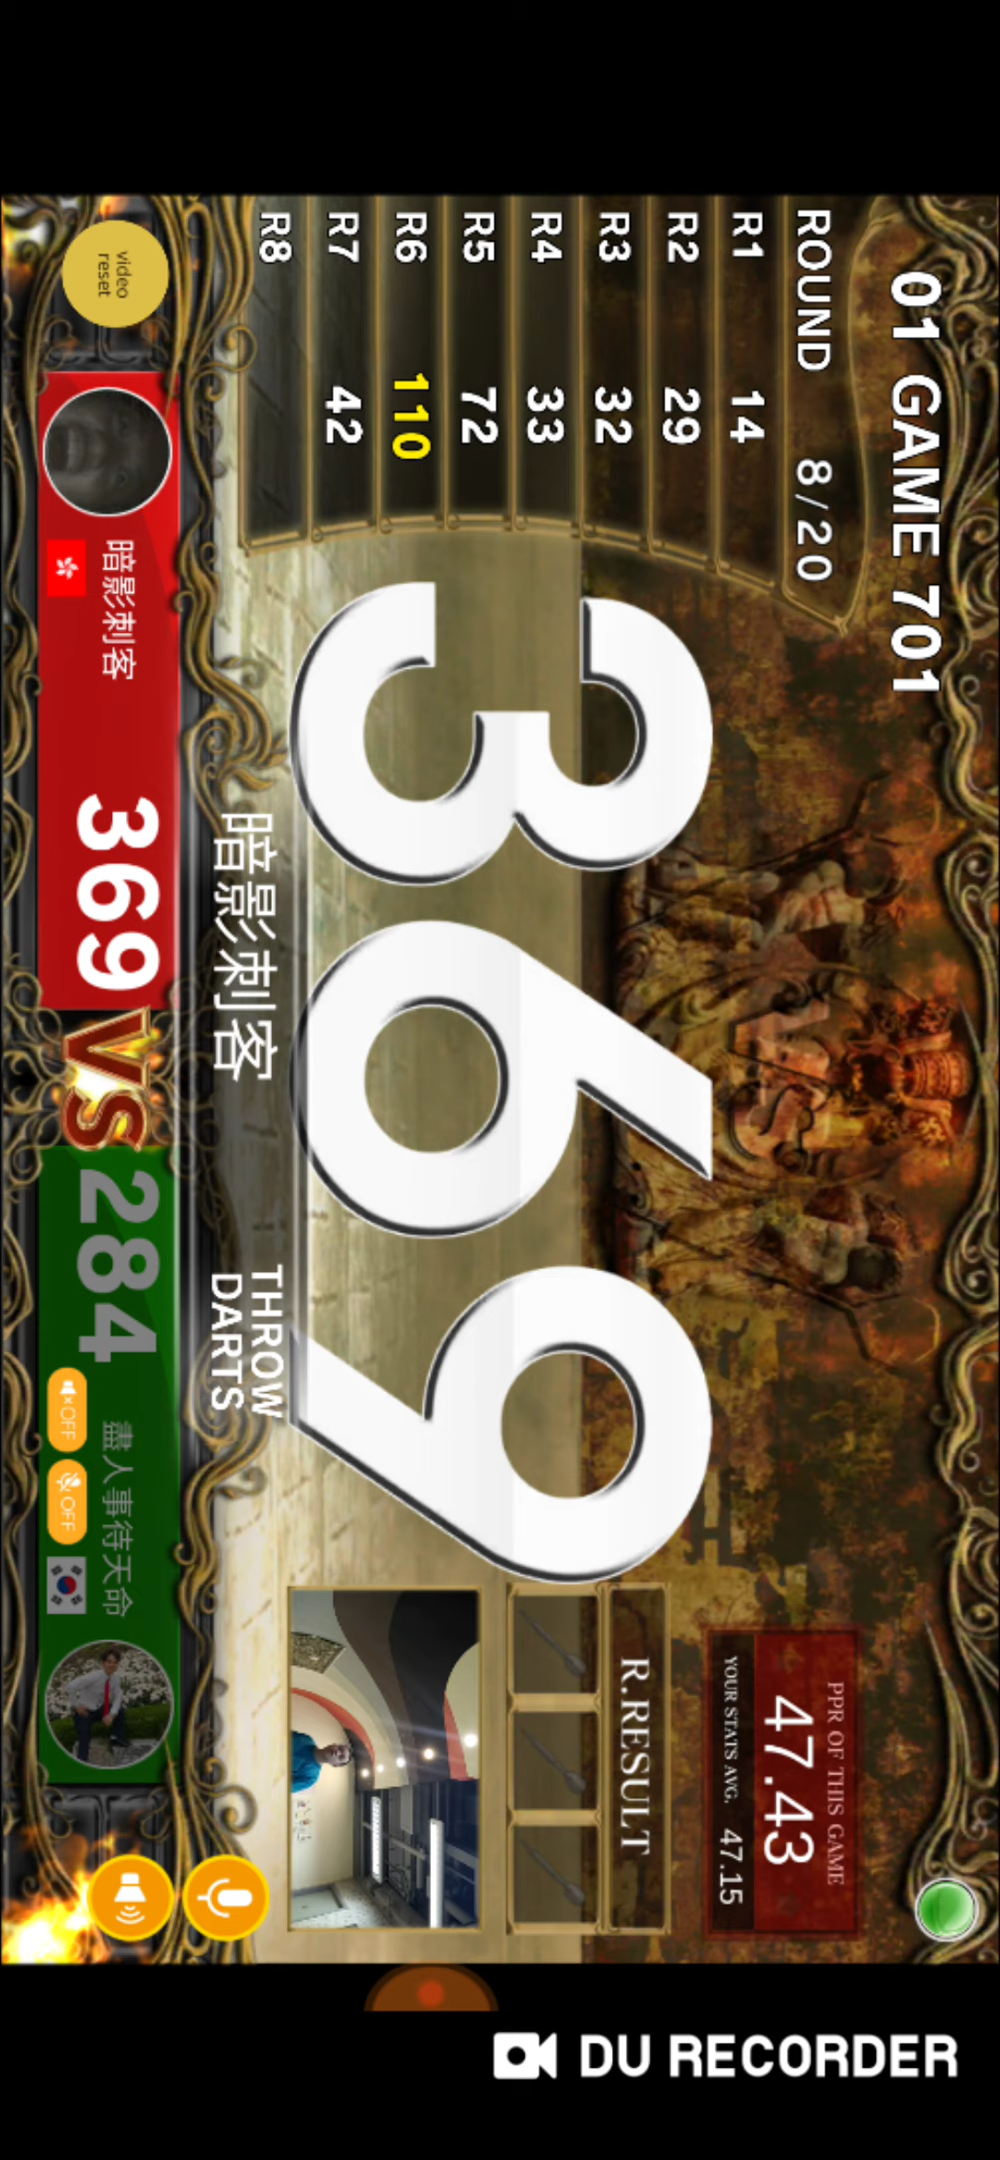 01 GAME 701
ROUND 8/20
R1 14
R2 29
R3 32
R4 33
R5 72
R6 110
R7 42
R8
369
PPR OF THIS GAME
47.43
YOUR STATS AVG. 47.15
R.RESULT
暗影刺客
THROW
DARTS
video
reset
暗影刺客
369
VS
284
盡人事待天命
OFF
OFF
DU RECORDER